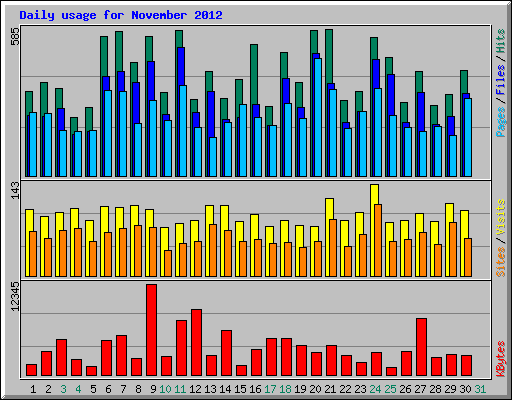 Daily usage for November 2012
585
Pages / Files / Hits
143
Sites / Visits
12345
KBytes
1 2 3 4 5 6 7 8 9 10 11 12 13 14 15 16 17 18 19 20 21 22 23 24 25 26 27 28 29 30 31